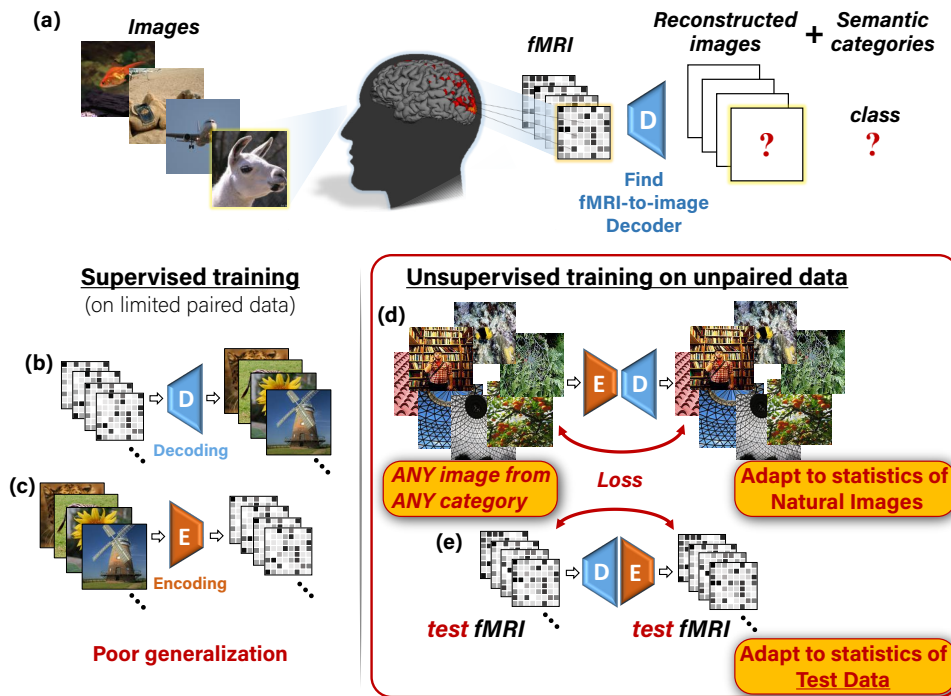 (a)
Images
fMRI
Reconstructed
images
+
Semantic
categories
D
?
class
?
Find
fMRI-to-image
Decoder
Supervised training
(on limited paired data)
(b)
D
Decoding
(c)
E
Encoding
Poor generalization
Unsupervised training on unpaired data
(d)
E D
ANY image from
ANY category
Loss
Adapt to statistics of
Natural Images
(e)
D E
test fMRI
test fMRI
Adapt to statistics of
Test Data